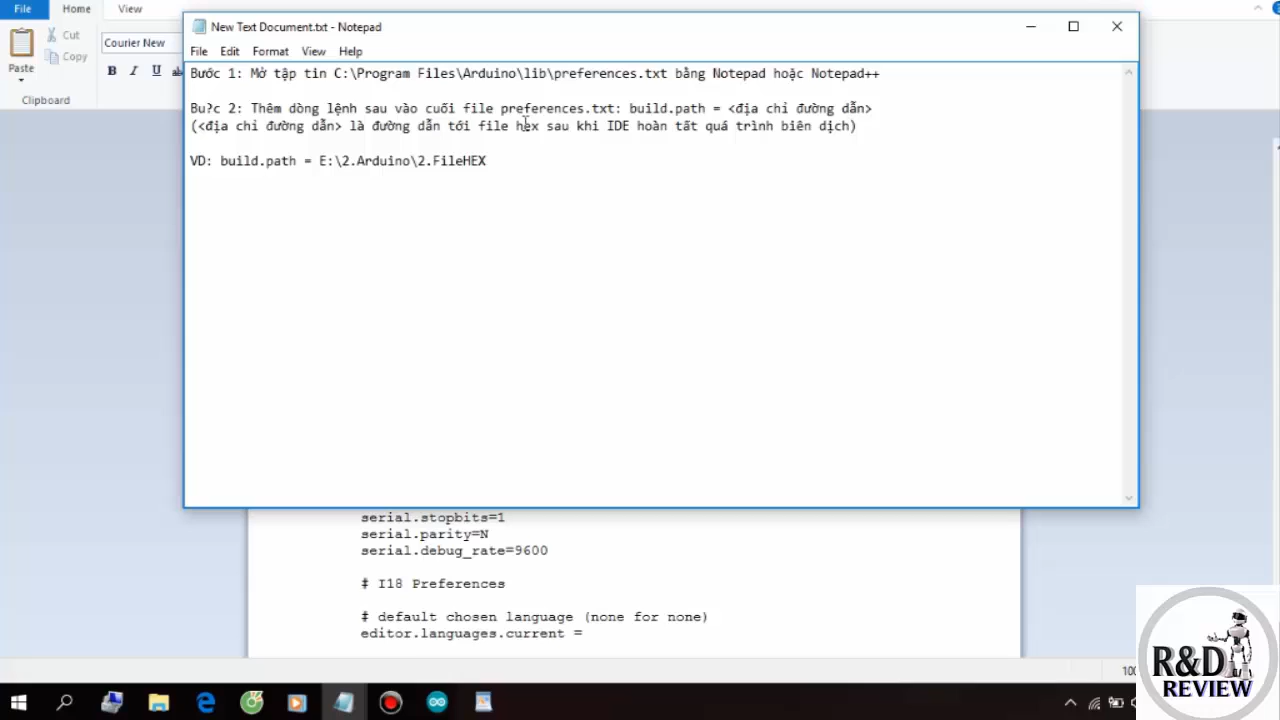 File Home View
New Text Document.txt - Notepad
Cut
Copy
Paste
Courier New
B I U ab
Clipboard
File Edit Format View Help
Bước 1: Mở tập tin C:\Program Files\Arduino\lib\preferences.txt bằng Notepad hoặc Notepad++
Bu?c 2: Thêm dòng lệnh sau vào cuối file preferences.txt: build.path = <địa chỉ đường dẫn>
(<địa chỉ đường dẫn> là đường dẫn tới file hex sau khi IDE hoàn tất quá trình biên dịch)
VD: build.path = E:\2.Arduino\2.FileHEX
serial.stopbits=1
serial.parity=N
serial.debug_rate=9600
# I18 Preferences
# default chosen language (none for none)
editor.languages.current =
100
R&D
REVIEW